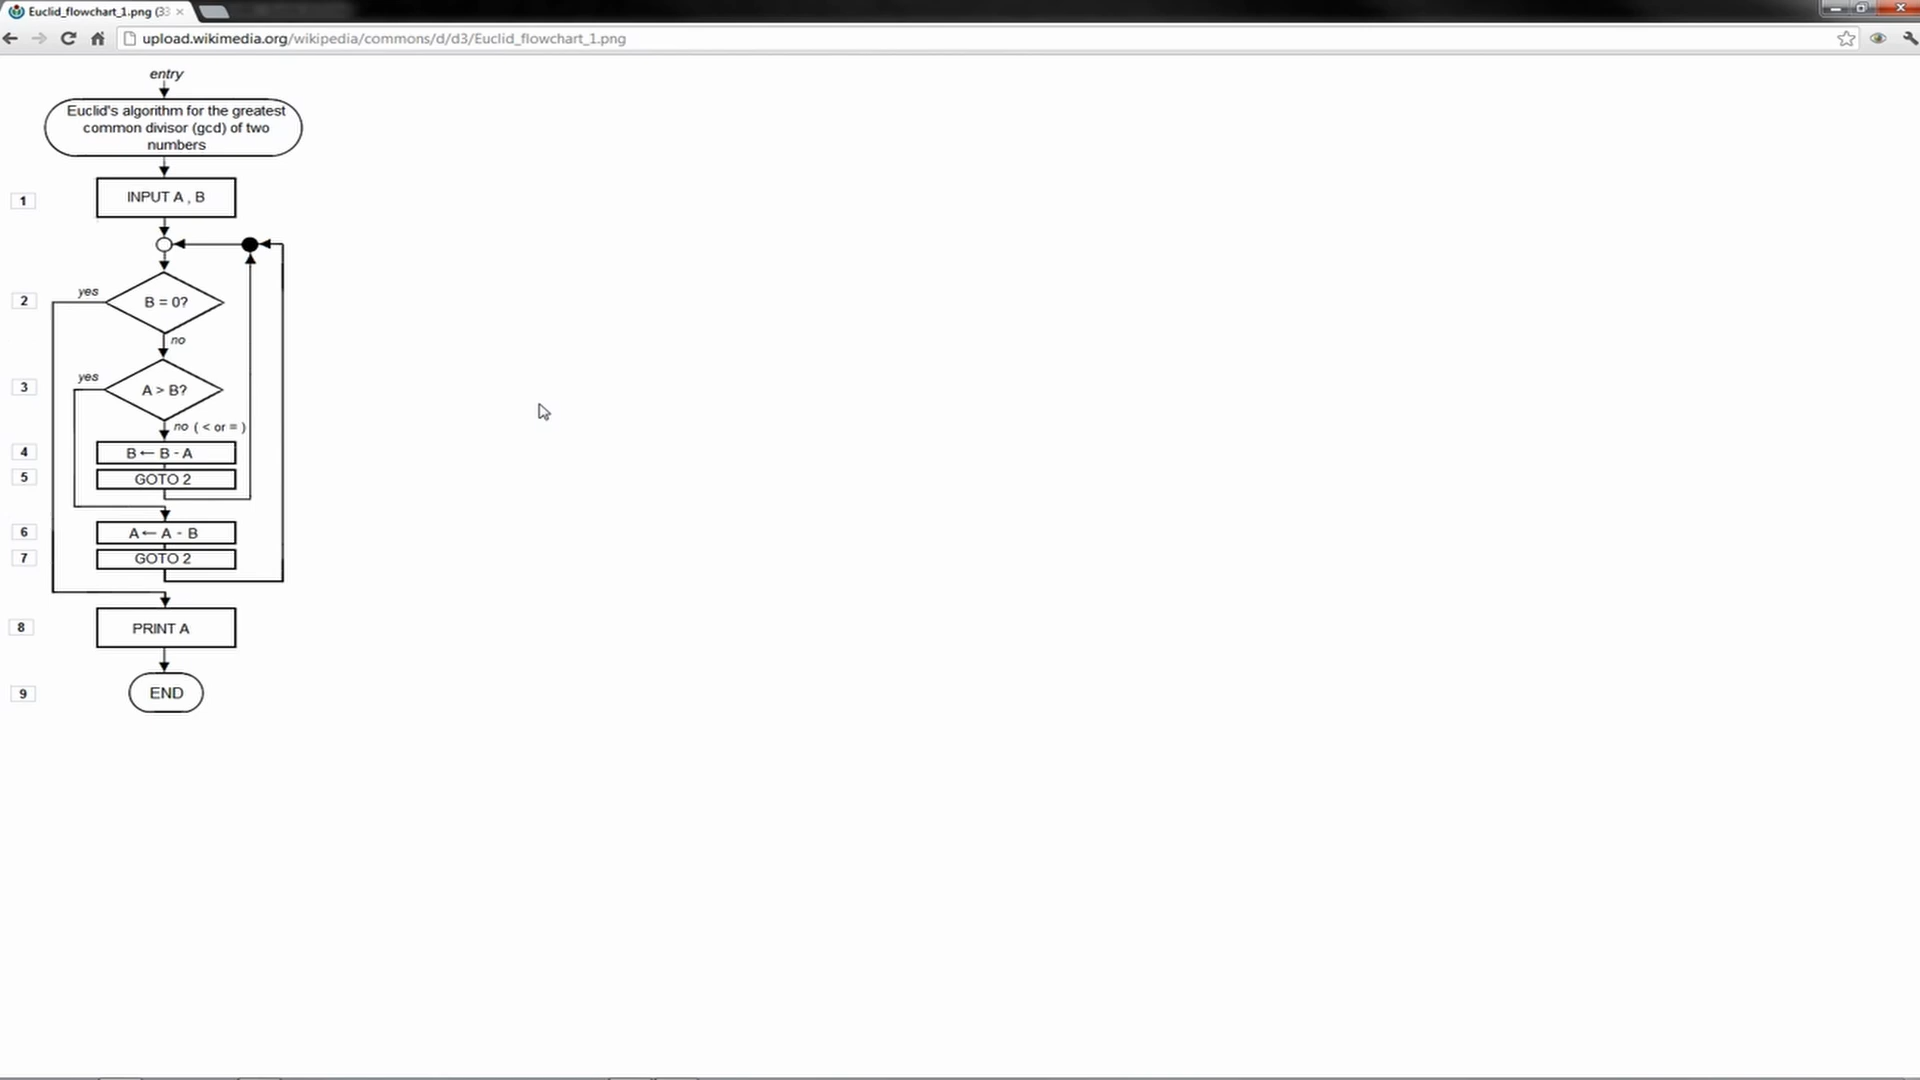 Euclid_flowchart_1.png (33
upload.wikimedia.org/wikipedia/commons/d/d3/Euclid_flowchart_1.png
entry
Euclid's algorithm for the greatest
common divisor (gcd) of two
numbers
1
INPUT A , B
2
yes
B = 0?
no
3
yes
A > B?
no ( < or = )
4
B ← B - A
5
GOTO 2
6
A ← A - B
7
GOTO 2
8
PRINT A
9
END